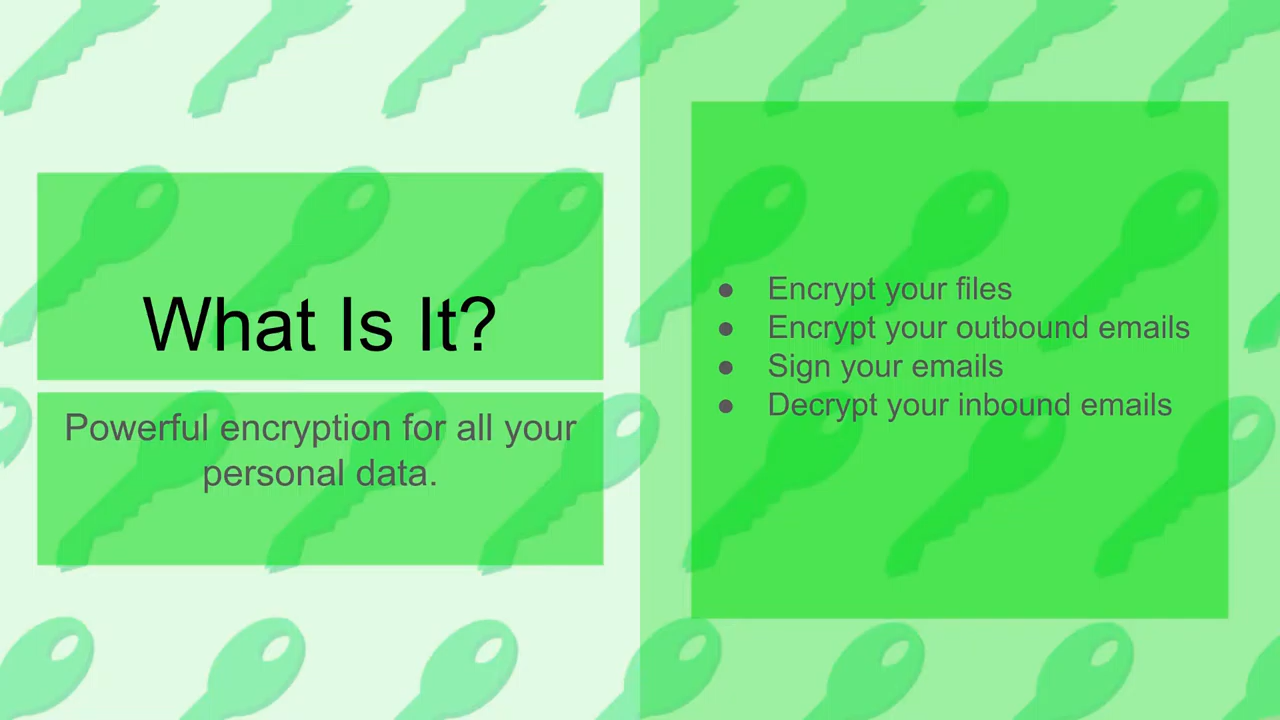 What Is It?
Powerful encryption for all your
personal data.
● Encrypt your files
● Encrypt your outbound emails
● Sign your emails
● Decrypt your inbound emails